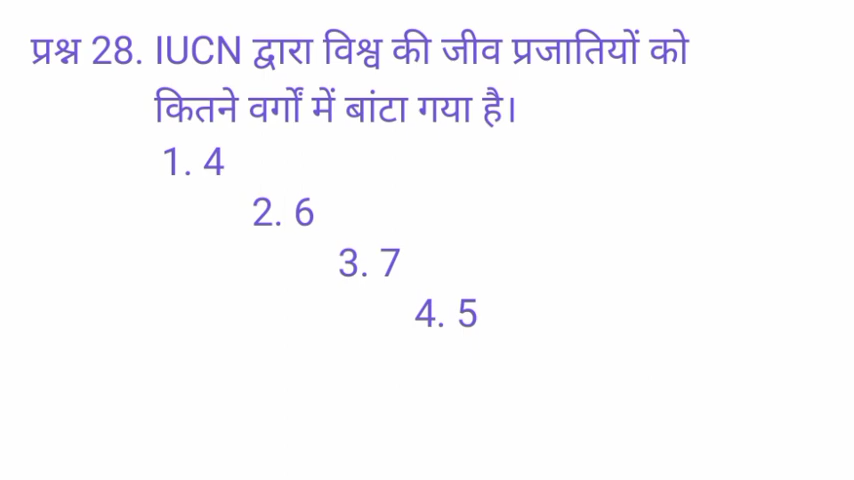 प्रश्न 28. IUCN द्वारा विश्व की जीव प्रजातियों को
कितने वर्गों में बांटा गया है।
1. 4
2. 6
3. 7
4. 5